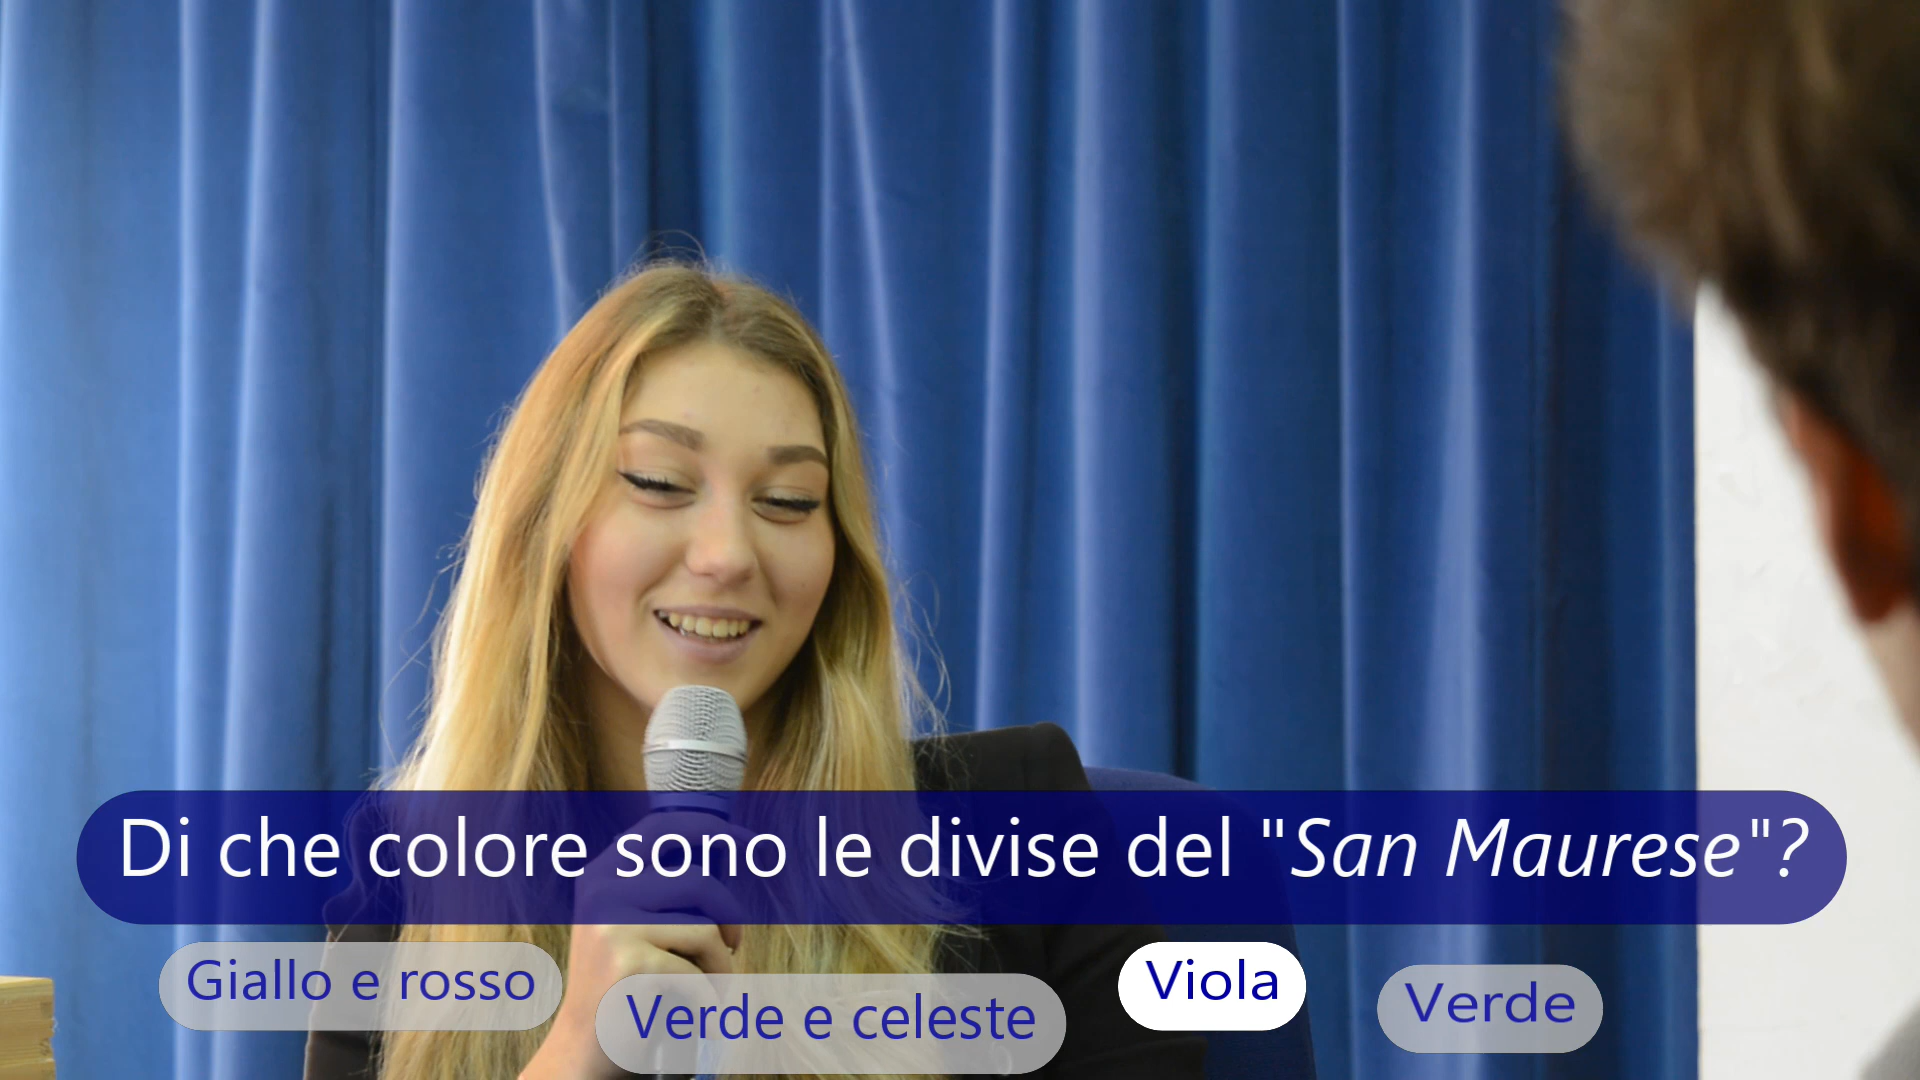 Di che colore sono le divise del "San Maurese"?
Giallo e rosso
Verde e celeste
Viola
Verde